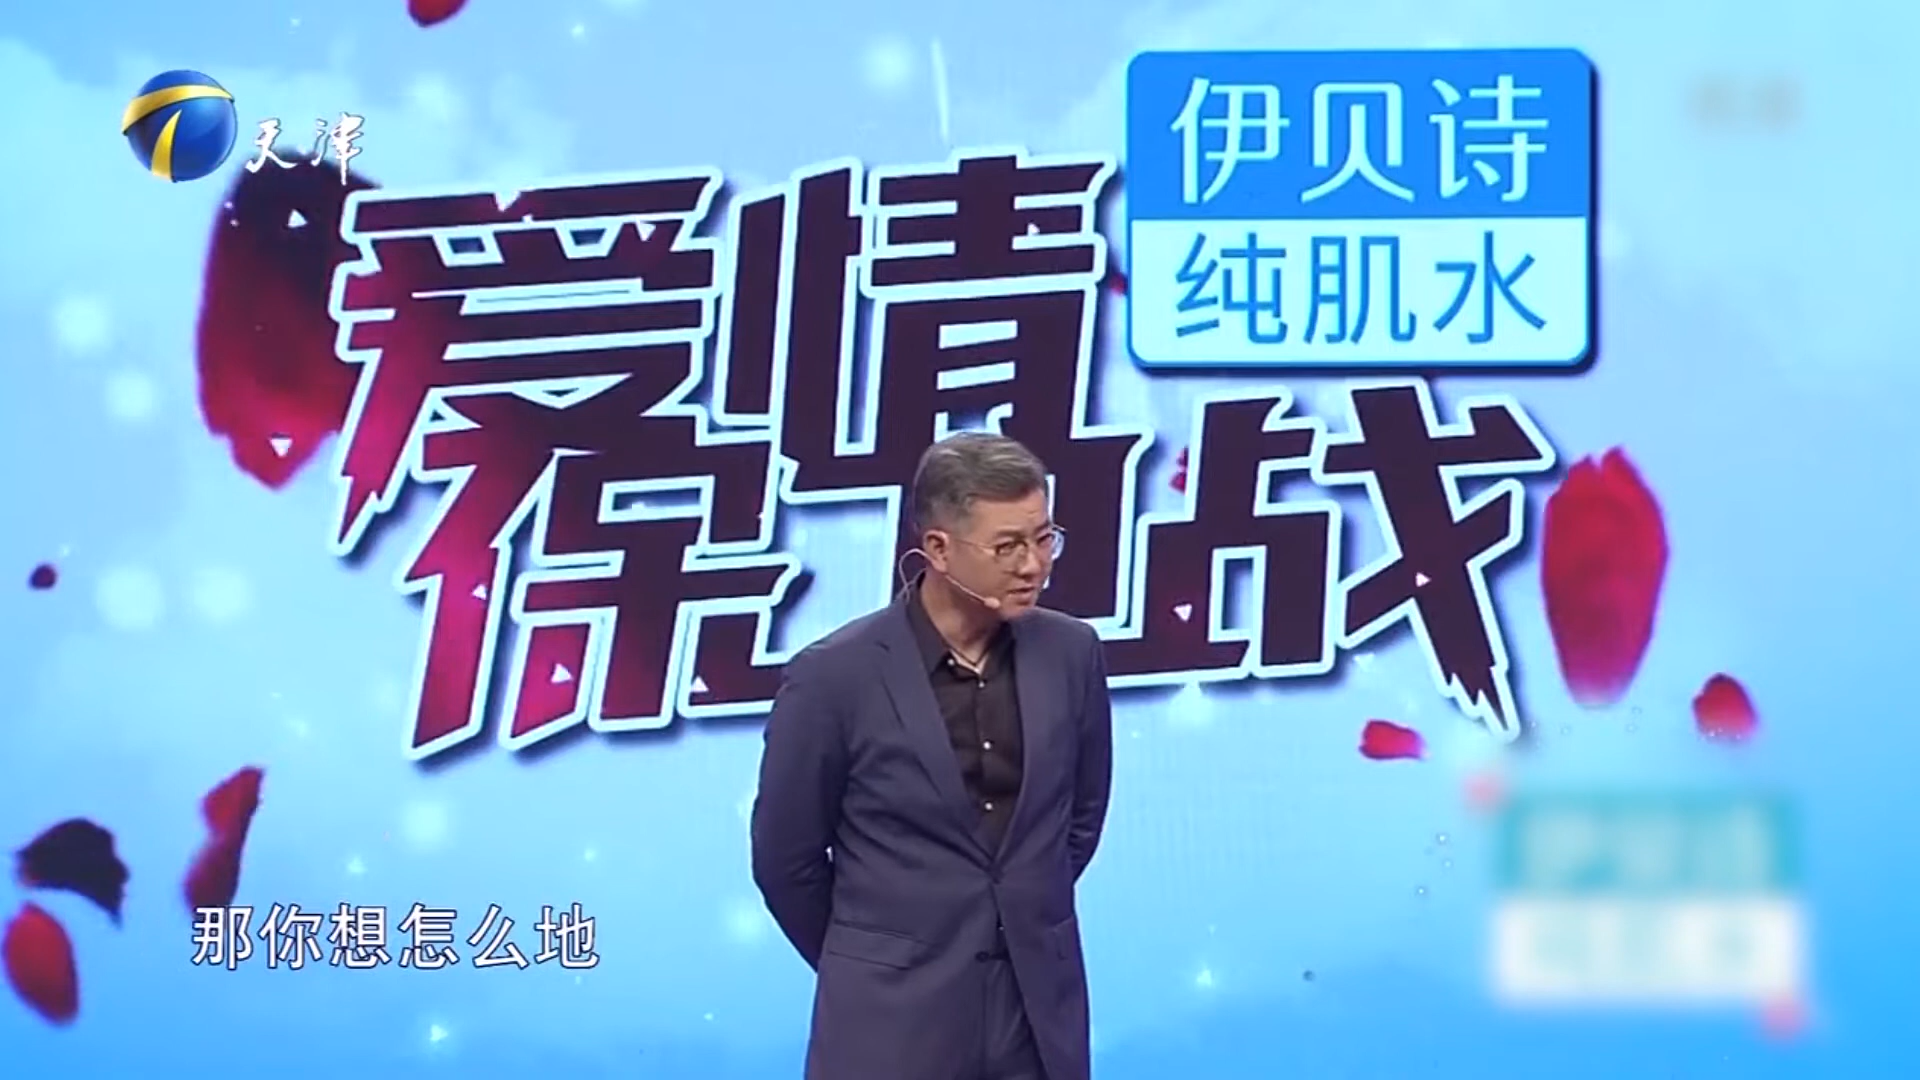 天津
伊贝诗
纯肌水
爱情
保卫战
那你想怎么地